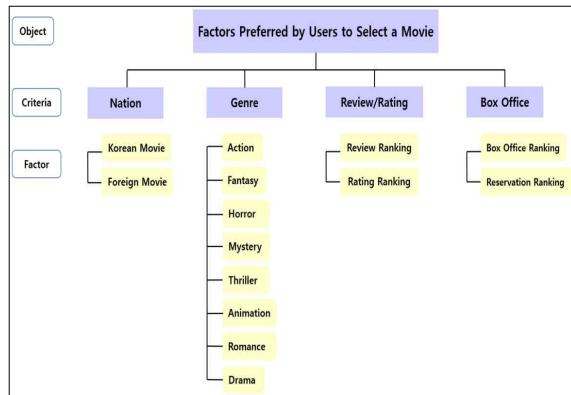 Object
Factors Preferred by Users to Select a Movie
Criteria
Nation
Genre
Review/Rating
Box Office
Factor
Korean Movie
Foreign Movie
Action
Fantasy
Horror
Mystery
Thriller
Animation
Romance
Drama
Review Ranking
Rating Ranking
Box Office Ranking
Reservation Ranking